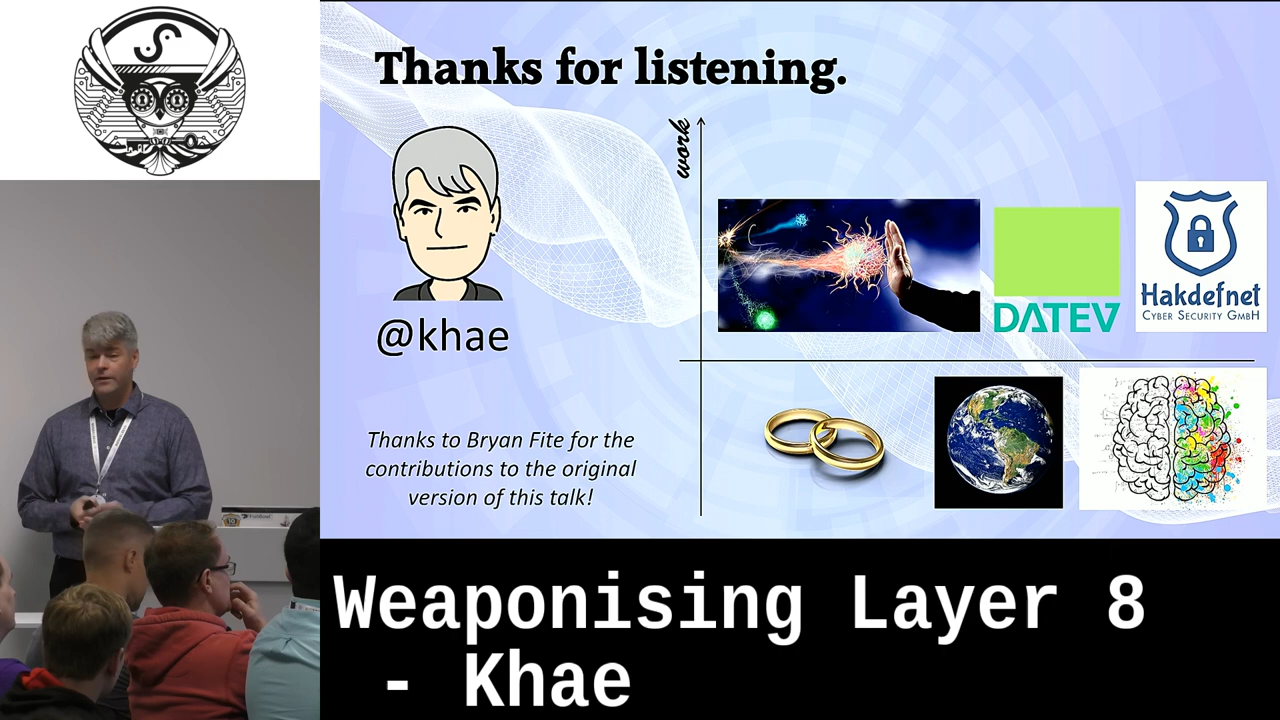 Thanks for listening.
work
DATEV
Hakdefnet
CYBER SECURITY GMBH
@khae
Thanks to Bryan Fite for the
contributions to the original
version of this talk!
Weaponising Layer 8
- Khae